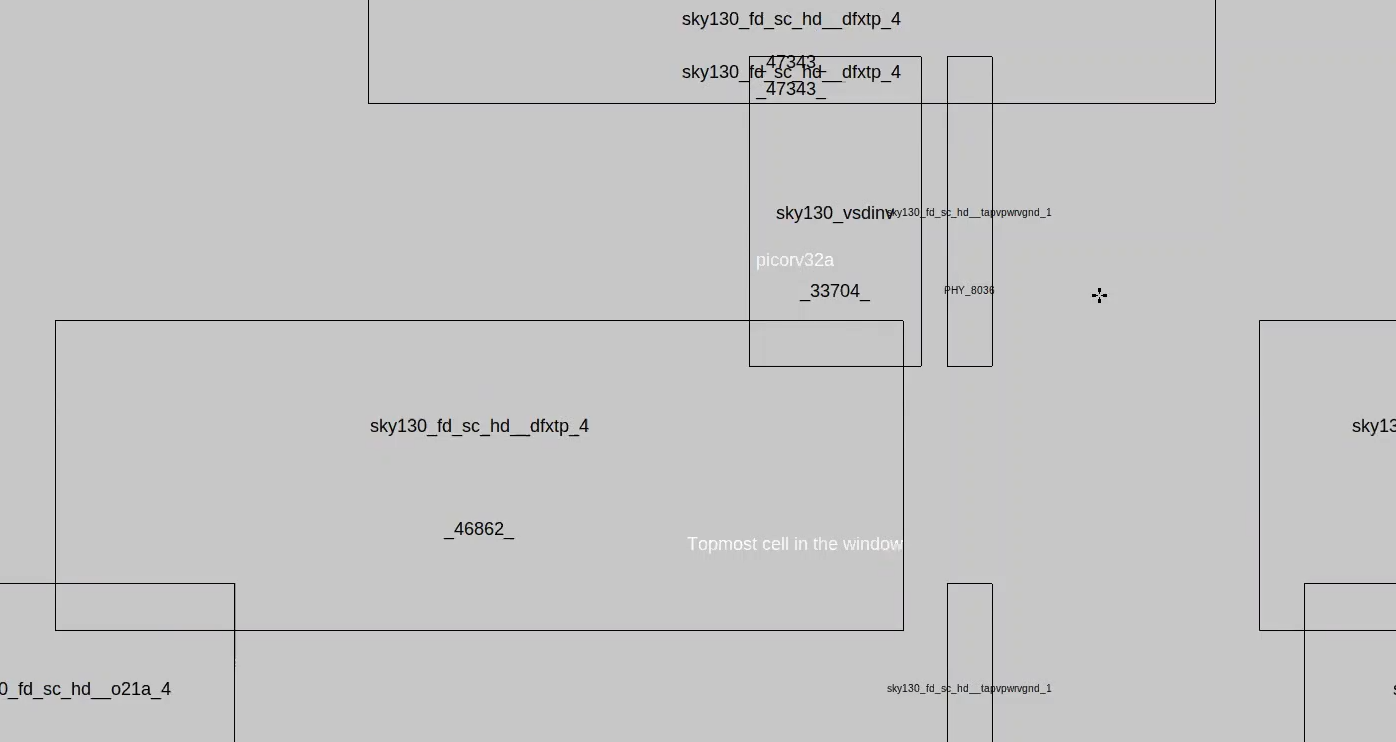 sky130_fd_sc_hd__dfxtp_4
_47343_
sky130_fd_sc_hd__dfxtp_4
_47343_
sky130_vsdinv
sky130_fd_sc_hd__tapvpwrvgnd_1
picorv32a
_33704_
PHY_8036
sky130_fd_sc_hd__dfxtp_4
sky13
_46862_
Topmost cell in the window
0_fd_sc_hd__o21a_4
sky130_fd_sc_hd__tapvpwrvgnd_1